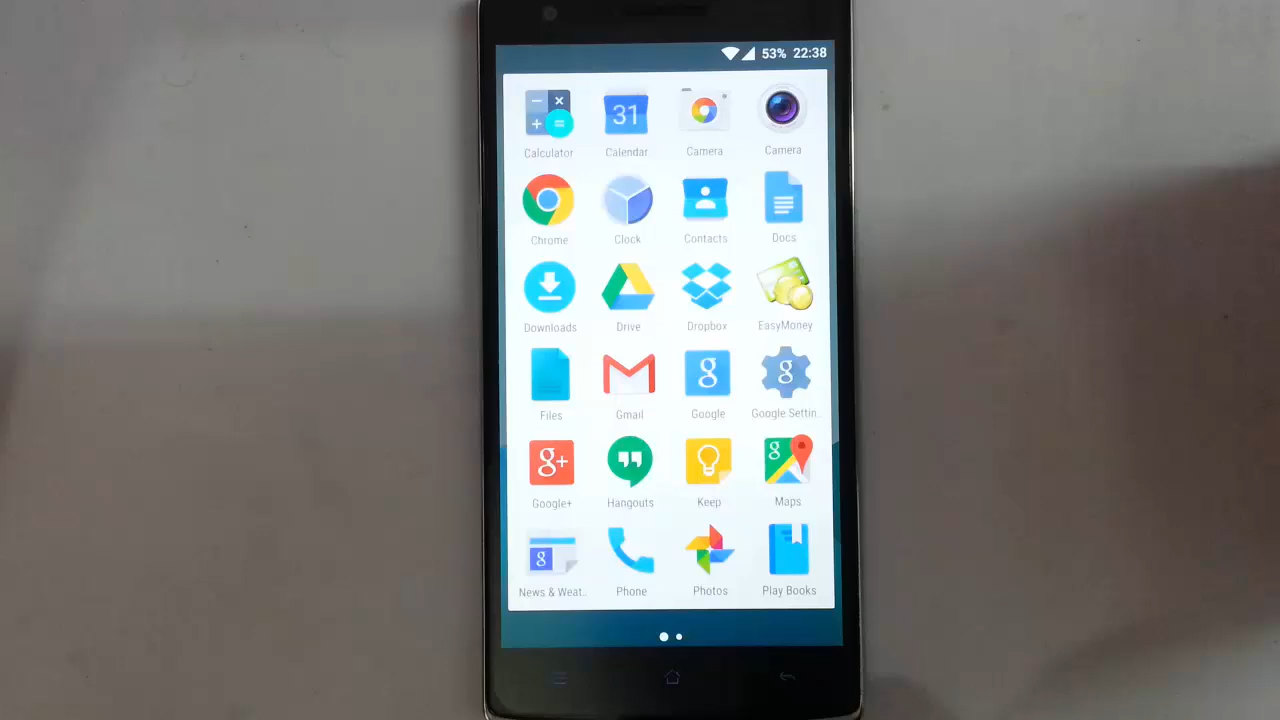 53% 22:38
31
Calculator Calendar Camera Camera
Chrome Clock Contacts Docs
Downloads Drive Dropbox EasyMoney
g g
Files Gmail Google Google Settin..
g+ g
Google+ Hangouts Keep Maps
g
News & Weat.. Phone Photos Play Books